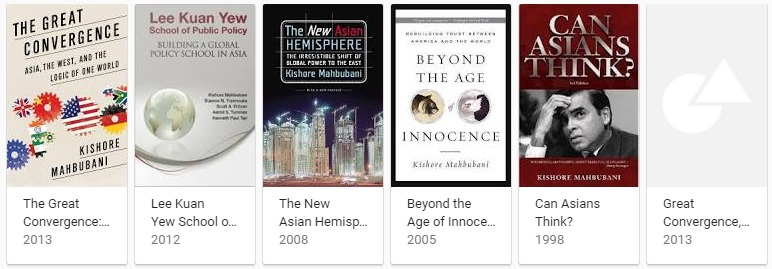 THE GREAT
CONVERGENCE
ASIA, THE WEST, AND THE
LOGIC OF ONE WORLD
KISHORE
MAHBUBANI
The Great
Convergence:...
2013
Lee Kuan Yew
School of Public Policy
BUILDING A GLOBAL
POLICY SCHOOL IN ASIA
Kishore Mahbubani
Kenneth Paul Tan
Lee Kuan
Yew School o...
2012
The New Asian
HEMISPHERE
THE IRRESISTIBLE SHIFT OF
GLOBAL POWER TO THE EAST
Kishore Mahbubani
The New
Asian Hemisp...
2008
REBUILDING TRUST BETWEEN
AMERICA AND THE WORLD
BEYOND
THE AGE
of
INNOCENCE
Kishore Mahbubani
Beyond the
Age of Innoce...
2005
CAN
ASIANS
THINK?
KISHORE MAHBUBANI
Can Asians
Think?
1998
Great
Convergence,...
2013